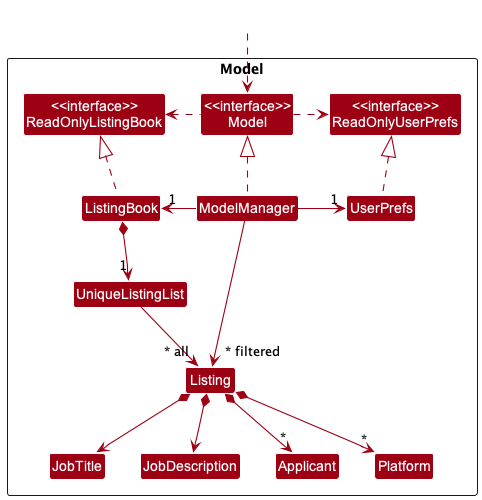 Model
<<interface>>
ReadOnlyListingBook
<<interface>>
Model
<<interface>>
ReadOnlyUserPrefs
ListingBook
1
ModelManager
1
UserPrefs
1
UniqueListingList
* all
* filtered
Listing
*
*
JobTitle
JobDescription
Applicant
Platform